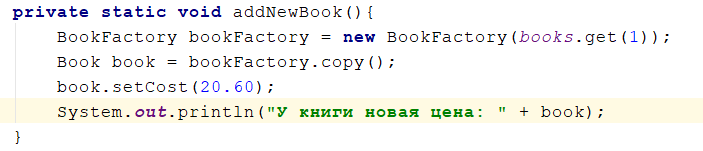 private static void addNewBook(){
BookFactory bookFactory = new BookFactory(books.get(1));
Book book = bookFactory.copy();
book.setCost(20.60);
System.out.println("У книги новая цена: " + book);
}